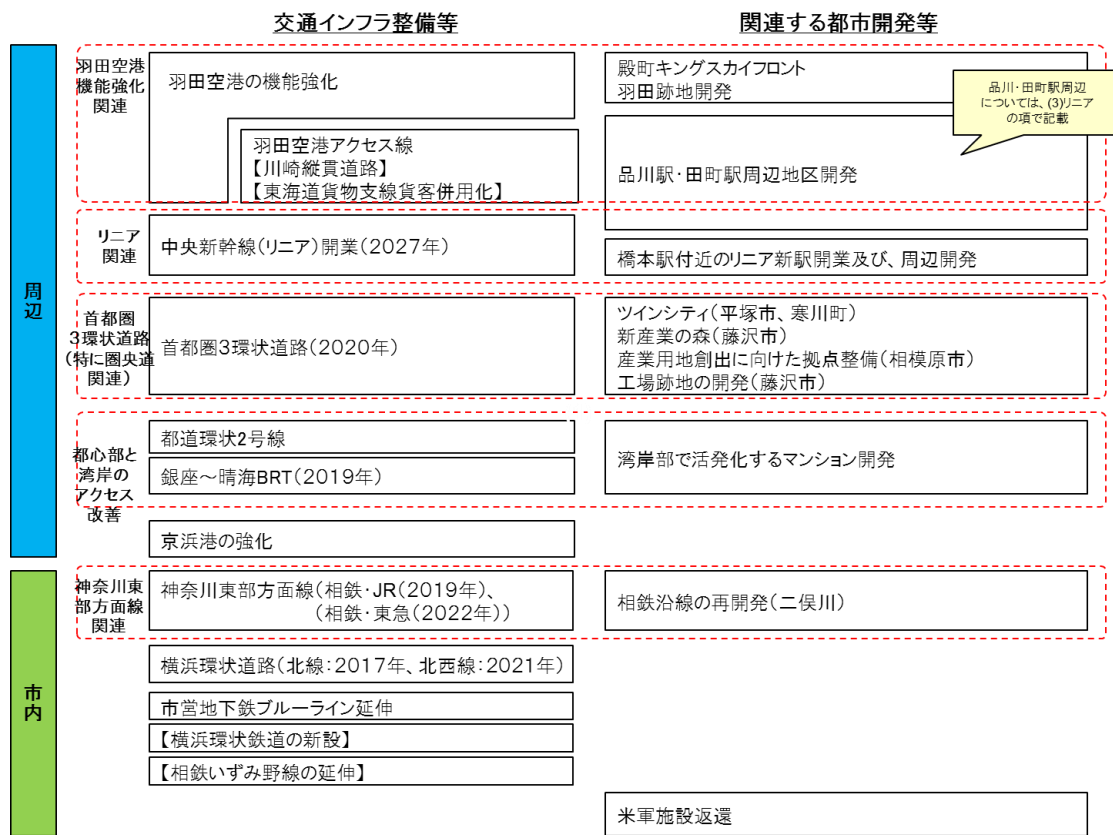 交通インフラ整備等
関連する都市開発等
周辺
羽田空港
機能強化
関連
羽田空港の機能強化
羽田空港アクセス線
【川崎縦貫道路】
【東海道貨物支線貨客併用化】
殿町キングスカイフロント
羽田跡地開発
品川・田町駅周辺
については、(3)リニア
の項で記載
品川駅・田町駅周辺地区開発
リニア
関連
中央新幹線(リニア)開業(2027年)
橋本駅付近のリニア新駅開業及び、周辺開発
首都圏
3環状道路
(特に圏央道
関連)
首都圏3環状道路(2020年)
ツインシティ(平塚市、寒川町)
新産業の森(藤沢市)
産業用地創出に向けた拠点整備(相模原市)
工場跡地の開発(藤沢市)
都心部と
湾岸の
アクセス
改善
都道環状2号線
銀座～晴海BRT(2019年)
湾岸部で活発化するマンション開発
京浜港の強化
市内
神奈川東
部方面線
関連
神奈川東部方面線(相鉄・JR(2019年)、
(相鉄・東急(2022年))
相鉄沿線の再開発(二俣川)
横浜環状道路(北線:2017年、北西線:2021年)
市営地下鉄ブルーライン延伸
【横浜環状鉄道の新設】
【相鉄いずみ野線の延伸】
米軍施設返還